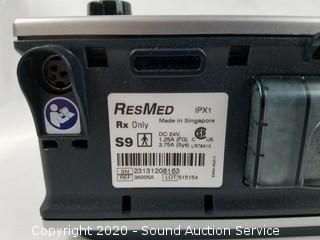 RESMED
IPX1
Rx Only
Made in Singapore
S9
DC 24V
1.25A (FG)
3.75A (Sys)
C US
LR78410
SN 23131208163
REF 36005A LOT 515154
Copyright 2020 - Sound Auction Service